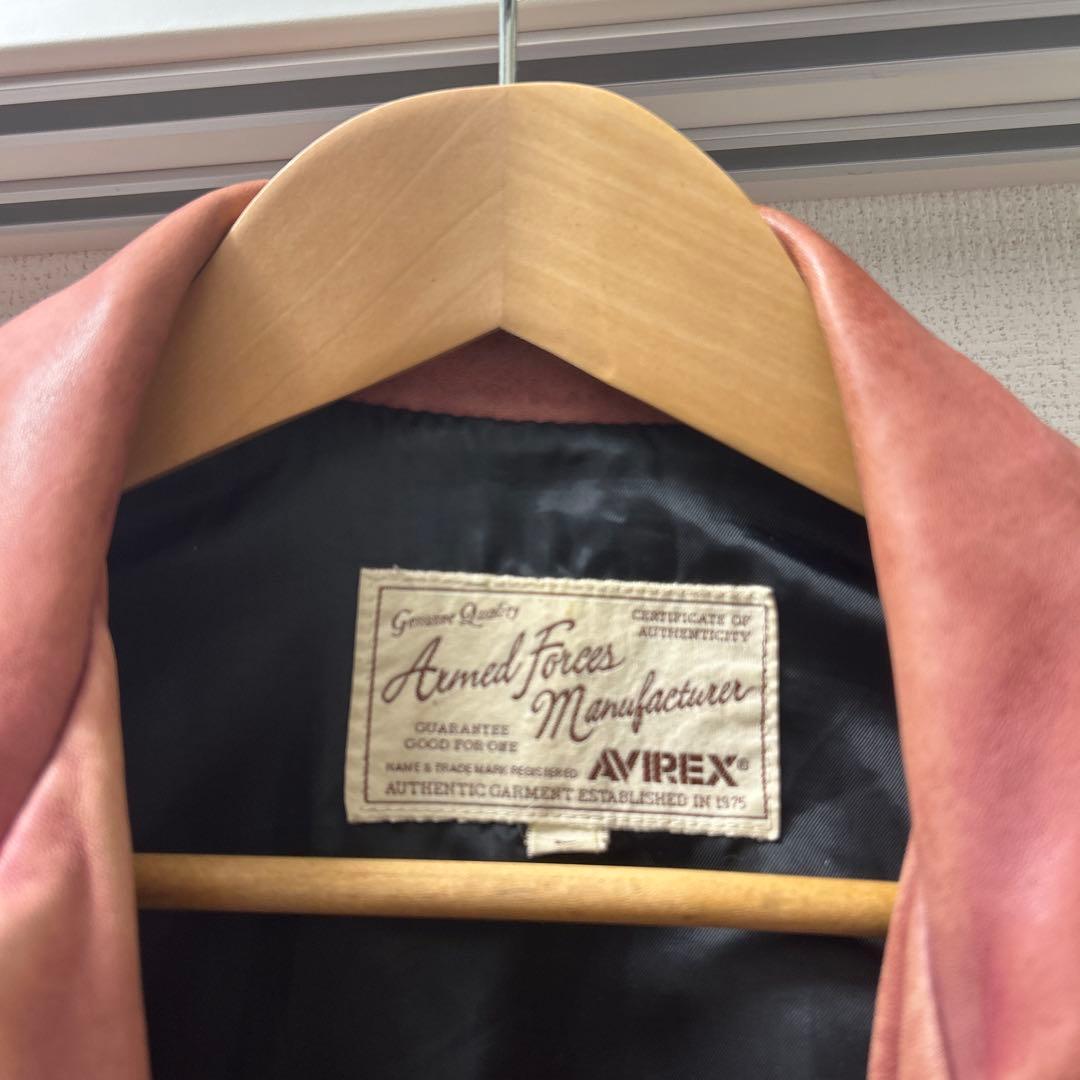 Genuine Quality
CERTIFICATE OF
AUTHENTICITY
Armed Forces
Manufacturer
GUARANTEE
GOOD FOR ONE
NAME & TRADE MARK REGISTERED
AVIREX®
AUTHENTIC GARMENT ESTABLISHED IN 1975